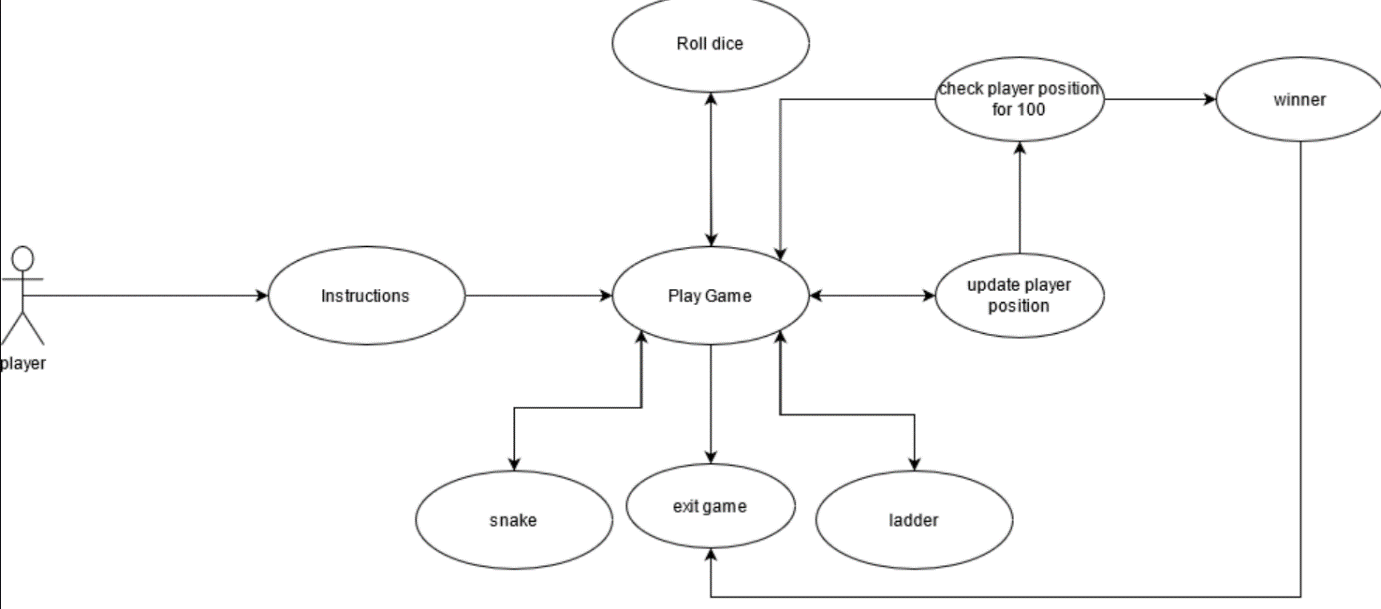 Roll dice
check player position
for 100
winner
player
Instructions
Play Game
update player
position
snake
exit game
ladder